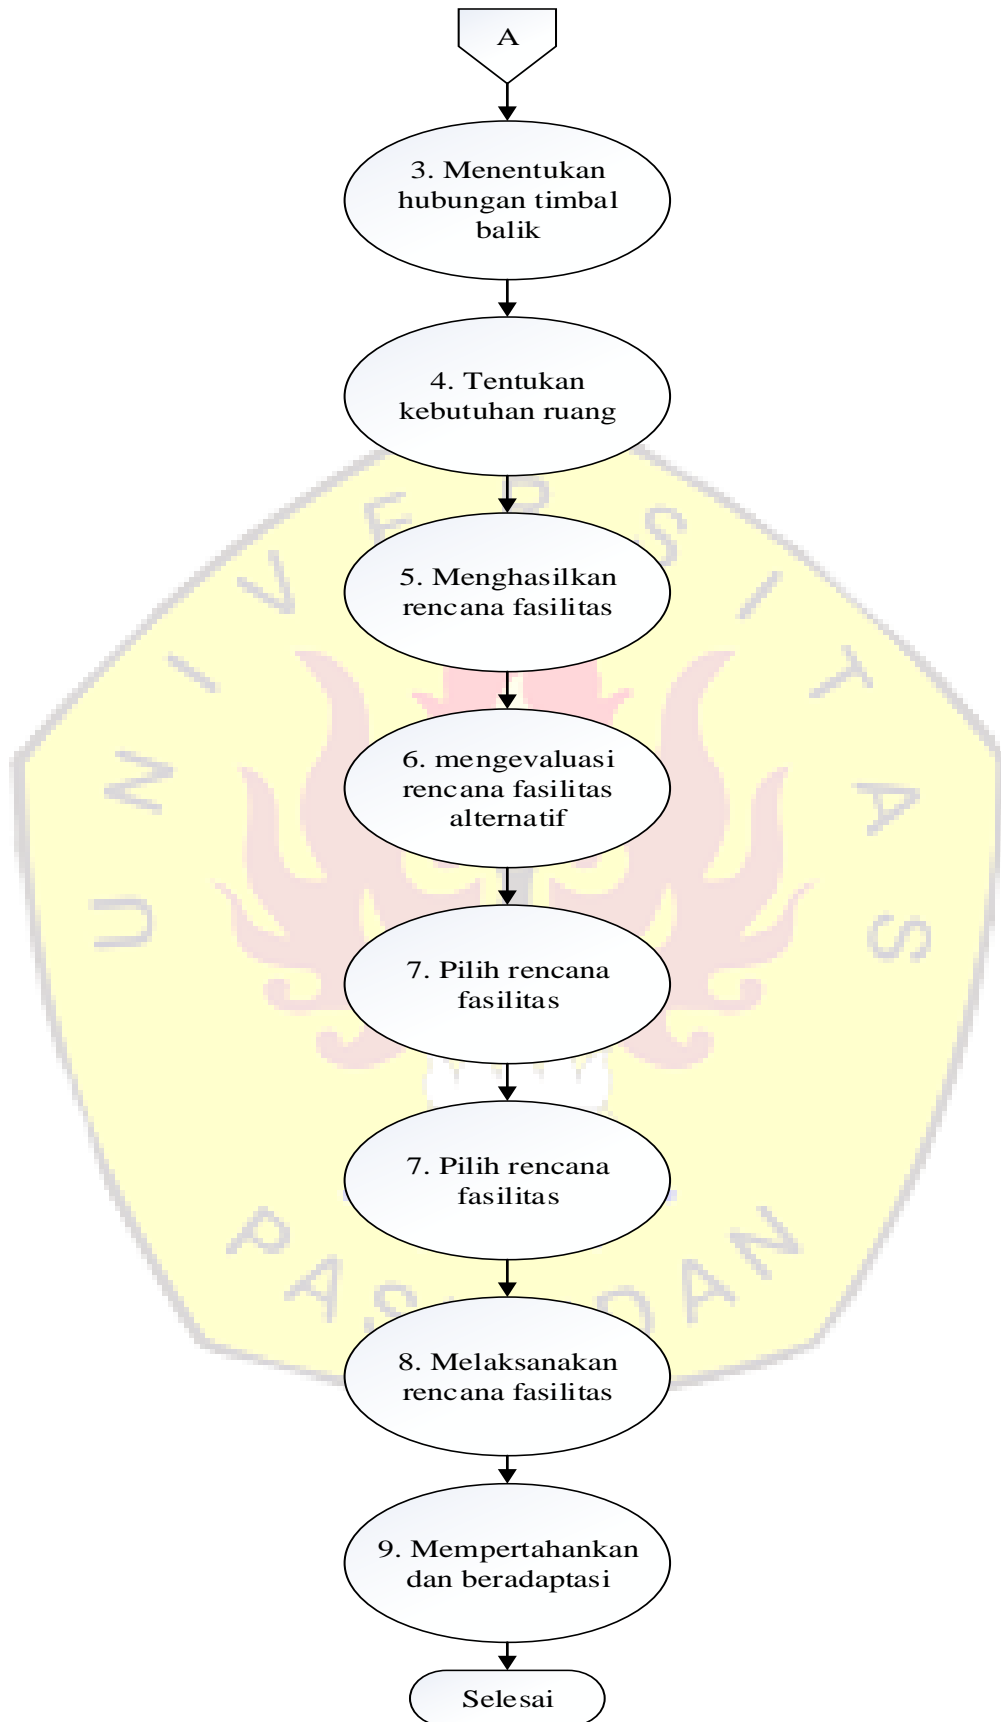 A
3. Menentukan
hubungan timbal
balik
4. Tentukan
kebutuhan ruang
5. Menghasilkan
rencana fasilitas
6. mengevaluasi
rencana fasilitas
alternatif
7. Pilih rencana
fasilitas
7. Pilih rencana
fasilitas
8. Melaksanakan
rencana fasilitas
9. Mempertahankan
dan beradaptasi
Selesai
UNIVERSITAS